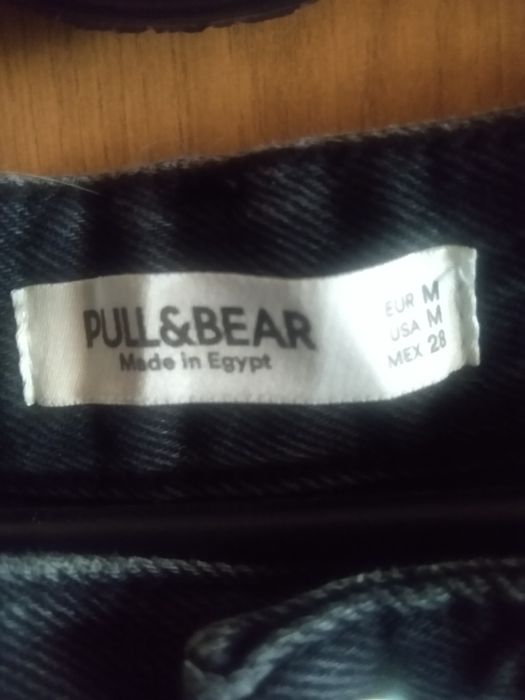 PULL&BEAR
Made in Egypt
EUR M
USA M
MEX 28